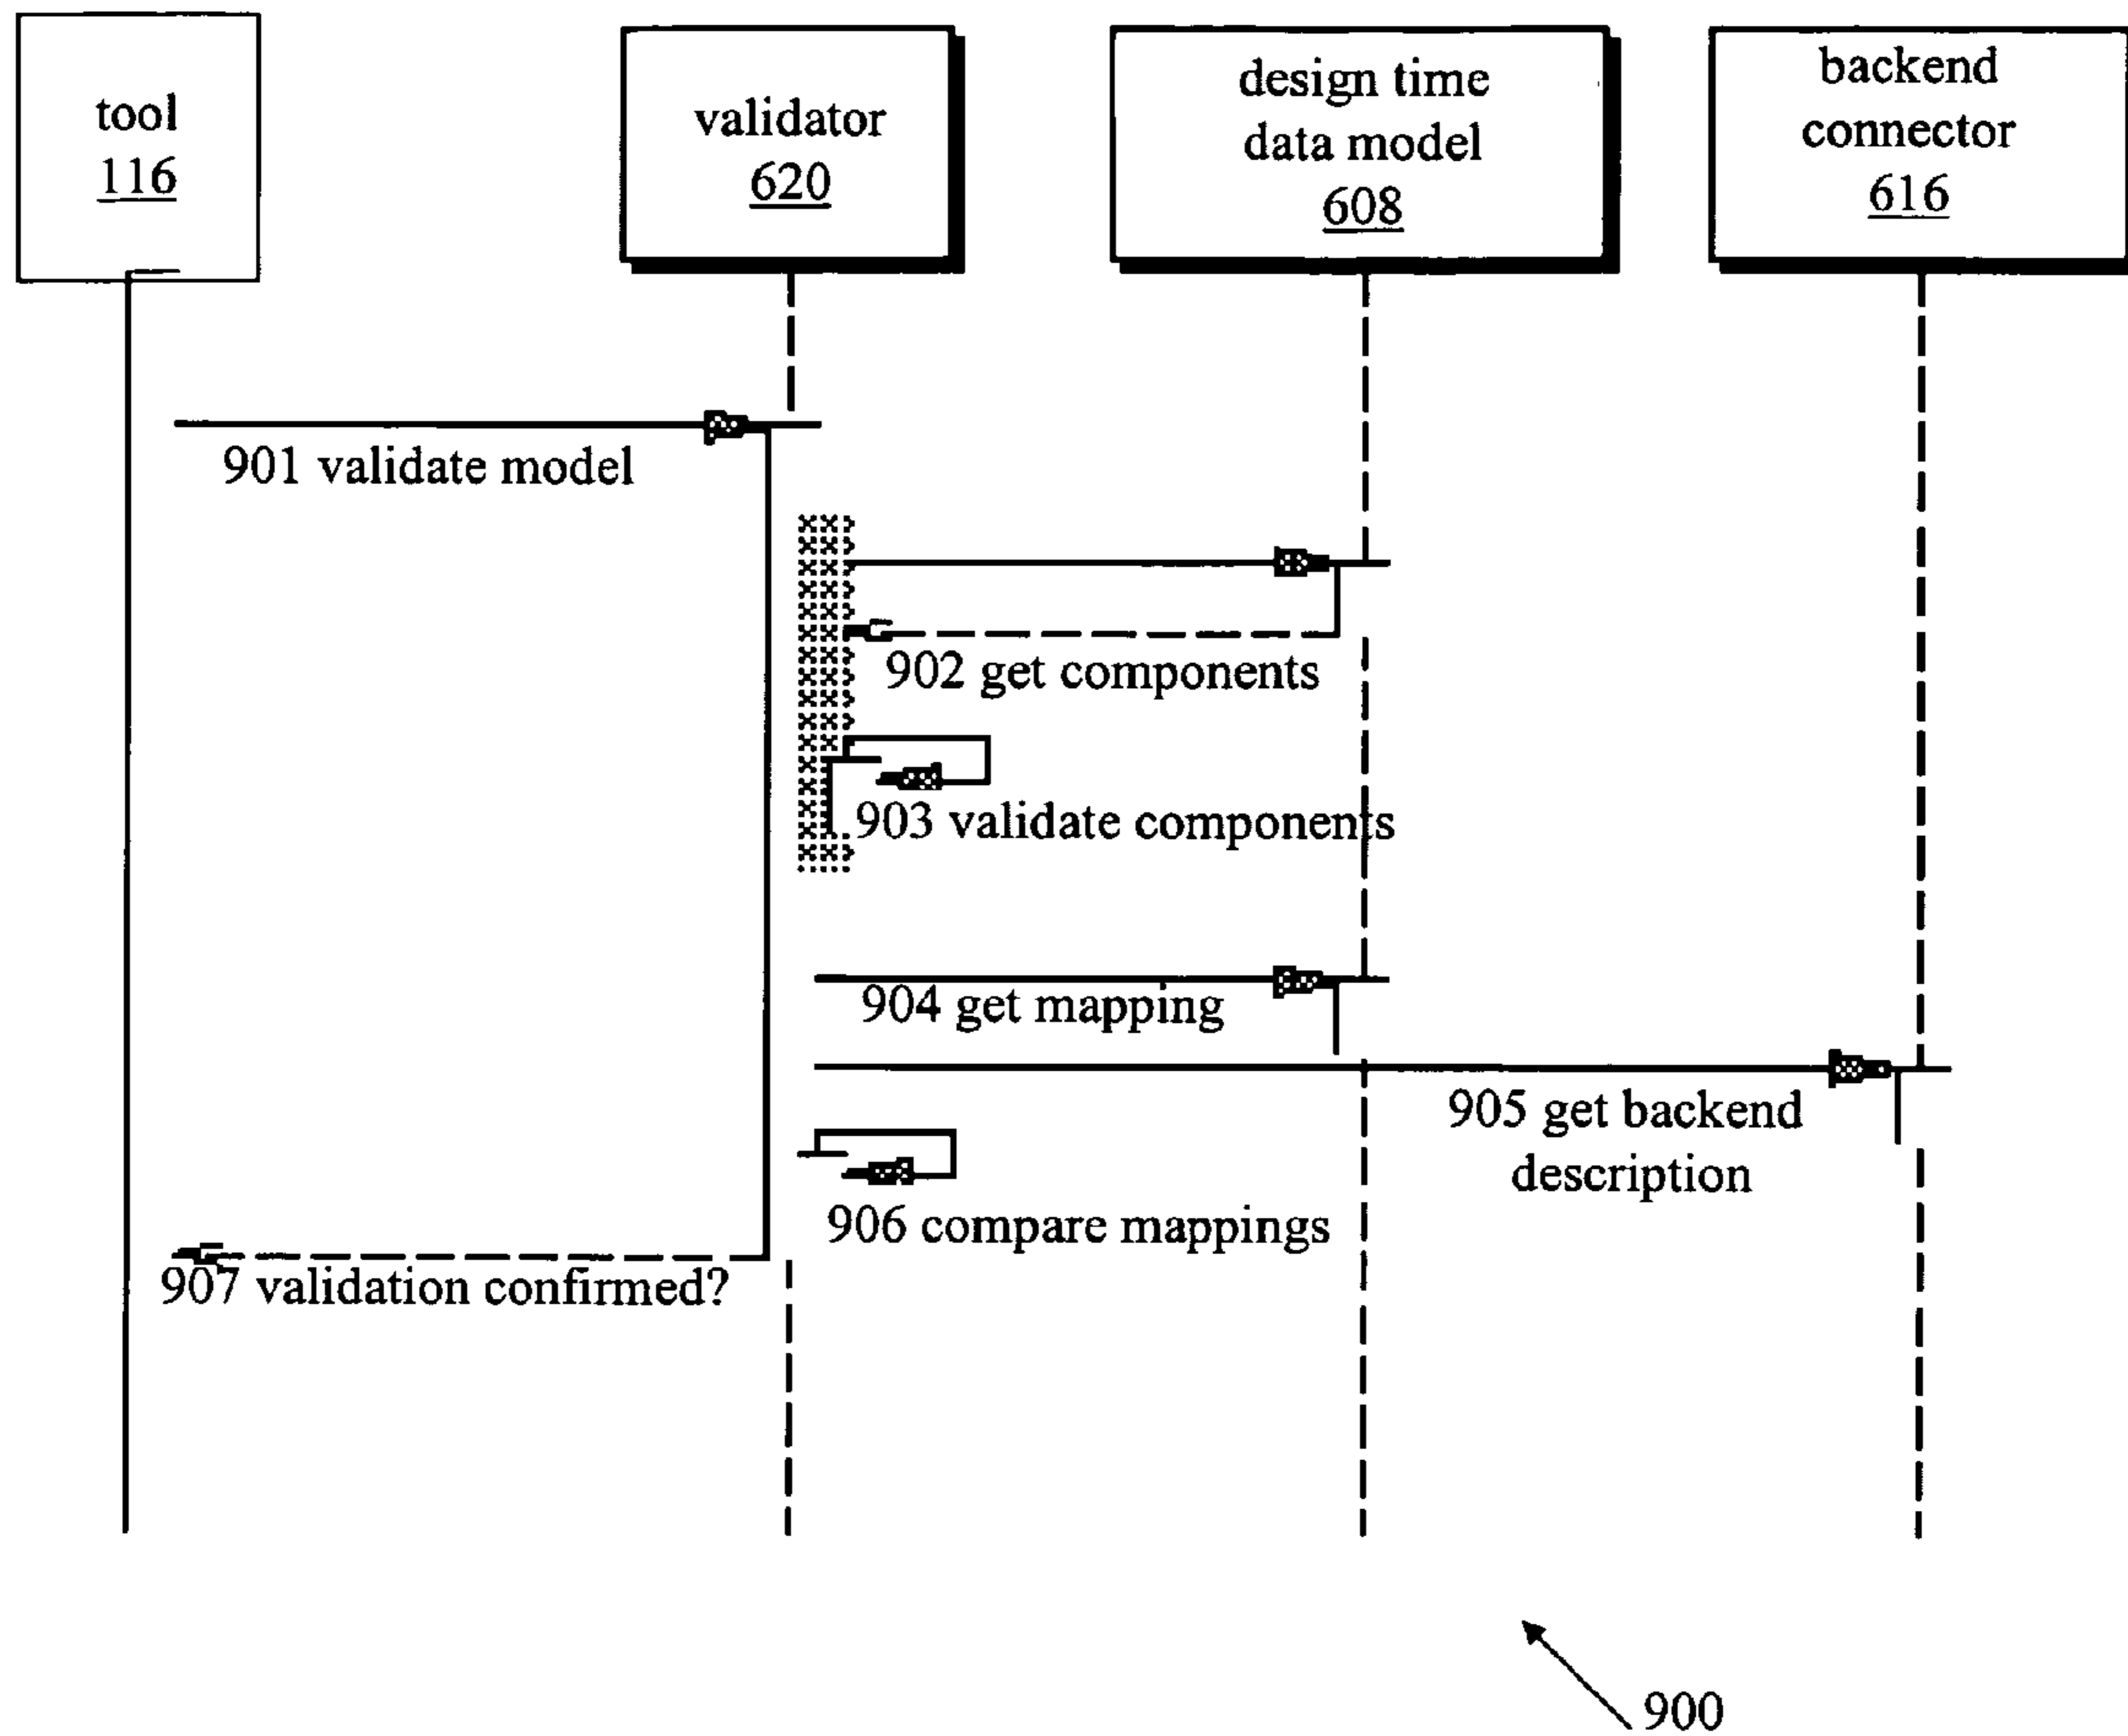 tool
116
validator
620
design time
data model
608
backend
connector
616
901 validate model
902 get components
903 validate components
904 get mapping
905 get backend
description
906 compare mappings
907 validation confirmed?
900